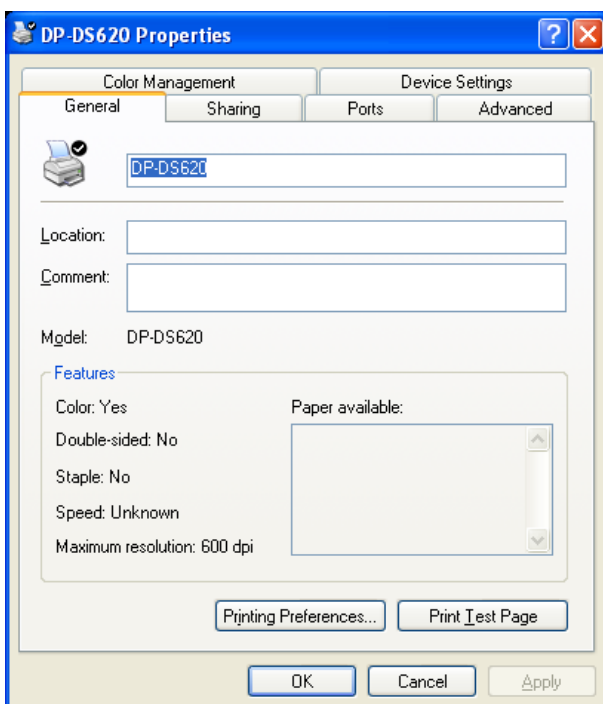 DP-DS620 Properties
Color Management Device Settings
General Sharing Ports Advanced
DP-DS620
Location:
Comment:
Model: DP-DS620
Features
Color: Yes Paper available:
Double-sided: No
Staple: No
Speed: Unknown
Maximum resolution: 600 dpi
Printing Preferences... Print Test Page
OK Cancel Apply